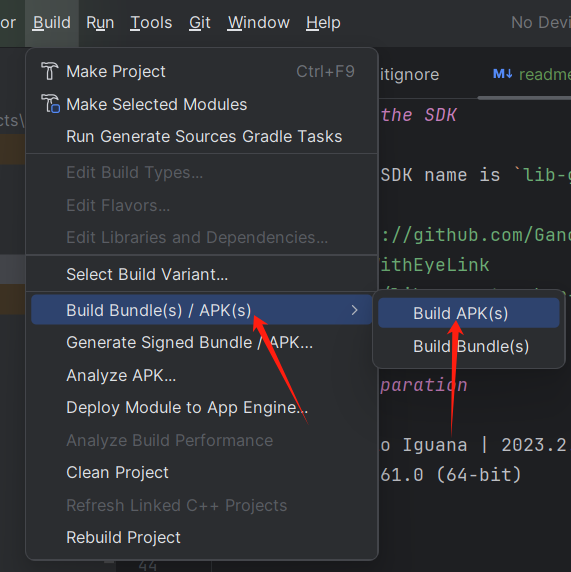 or Build Run Tools Git Window Help No Devi
Make Project Ctrl+F9
Make Selected Modules
Run Generate Sources Gradle Tasks
Edit Build Types...
Edit Flavors...
Edit Libraries and Dependencies...
Select Build Variant...
Build Bundle(s) / APK(s)
Generate Signed Bundle / APK...
Analyze APK...
Deploy Module to App Engine...
Analyze Build Performance
Clean Project
Refresh Linked C++ Projects
Rebuild Project
Build APK(s)
Build Bundle(s)
itignore M↓ readme
cts\
the SDK
SDK name is `lib-g
://github.com/Gano
ithEyeLink
paration
o Iguana | 2023.2
61.0 (64-bit)
44